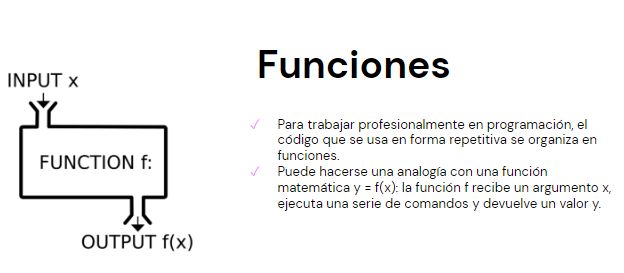 Funciones
INPUT x
FUNCTION f:
OUTPUT f(x)
✓ Para trabajar profesionalmente en programación, el
código que se usa en forma repetitiva se organiza en
funciones.
✓ Puede hacerse una analogía con una función
matemática y = f(x): la función f recibe un argumento x,
ejecuta una serie de comandos y devuelve un valor y.